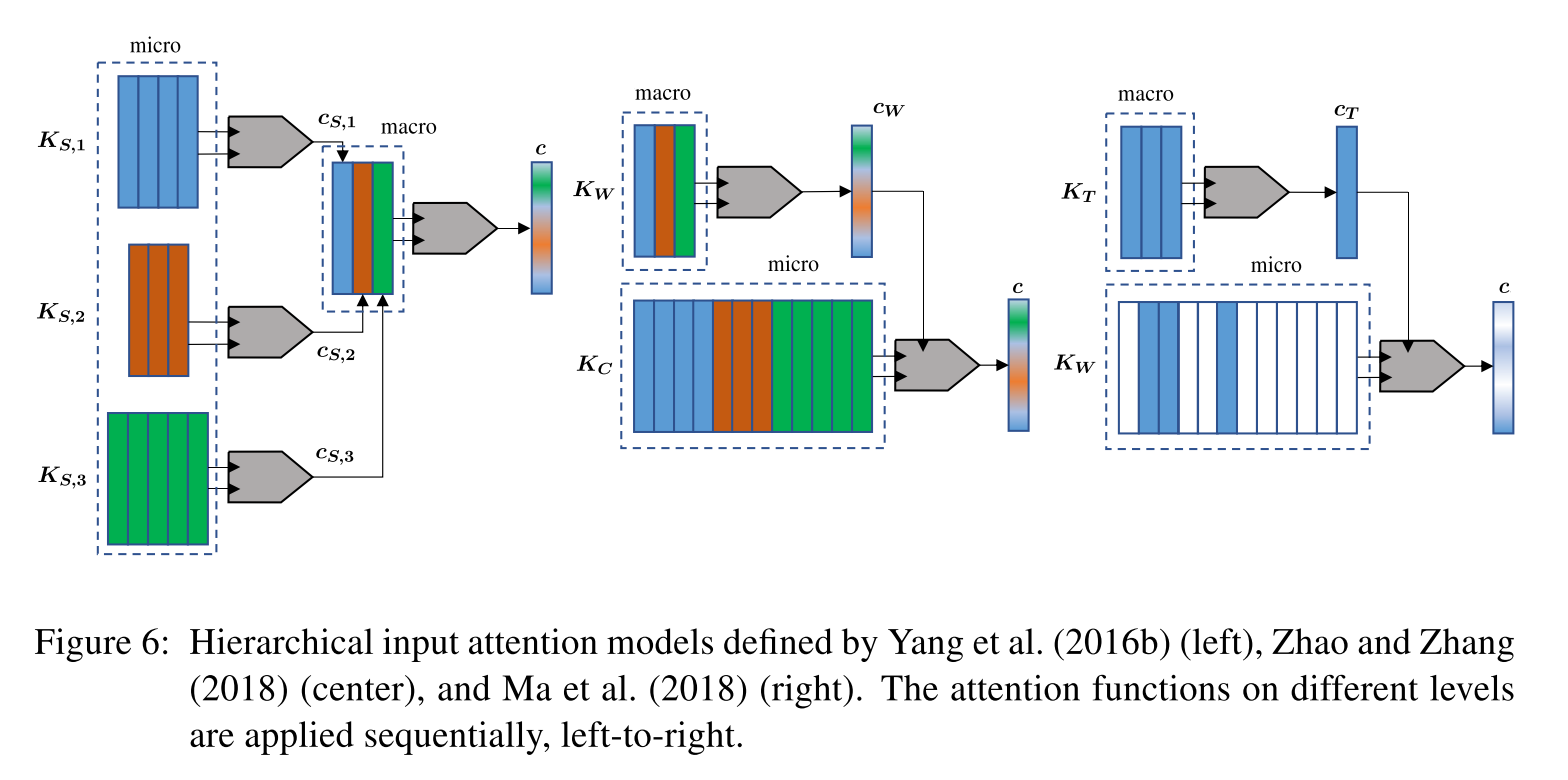 micro
K_{S,1}
c_{S,1}
macro
c
K_{S,2}
c_{S,2}
K_{S,3}
c_{S,3}
macro
c_W
K_W
micro
c
K_C
macro
c_T
K_T
micro
c
K_W
Figure 6: Hierarchical input attention models defined by Yang et al. (2016b) (left), Zhao and Zhang
(2018) (center), and Ma et al. (2018) (right). The attention functions on different levels
are applied sequentially, left-to-right.